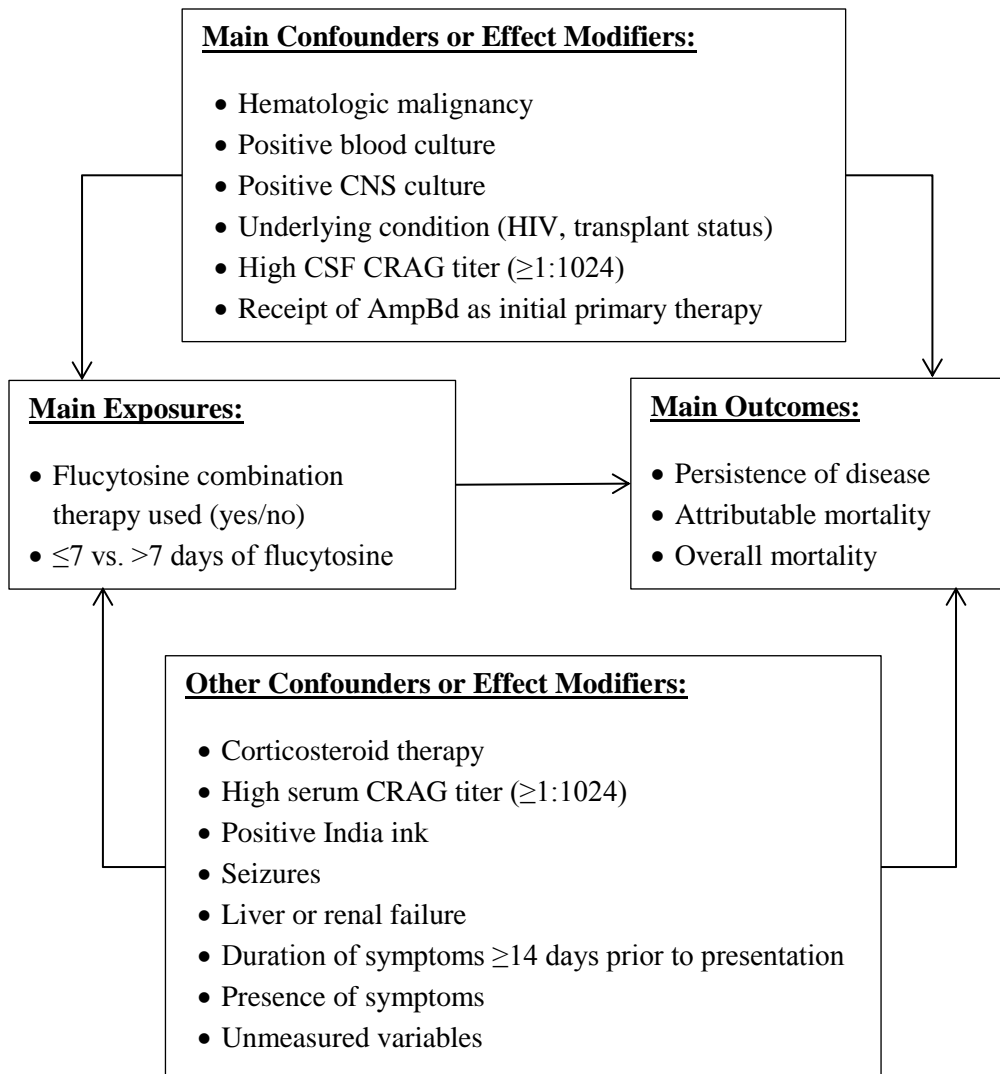 Main Confounders or Effect Modifiers:
• Hematologic malignancy
• Positive blood culture
• Positive CNS culture
• Underlying condition (HIV, transplant status)
• High CSF CRAG titer (≥1:1024)
• Receipt of AmpBd as initial primary therapy
Main Exposures:
• Flucytosine combination
therapy used (yes/no)
• ≤7 vs. >7 days of flucytosine
Main Outcomes:
• Persistence of disease
• Attributable mortality
• Overall mortality
Other Confounders or Effect Modifiers:
• Corticosteroid therapy
• High serum CRAG titer (≥1:1024)
• Positive India ink
• Seizures
• Liver or renal failure
• Duration of symptoms ≥14 days prior to presentation
• Presence of symptoms
• Unmeasured variables